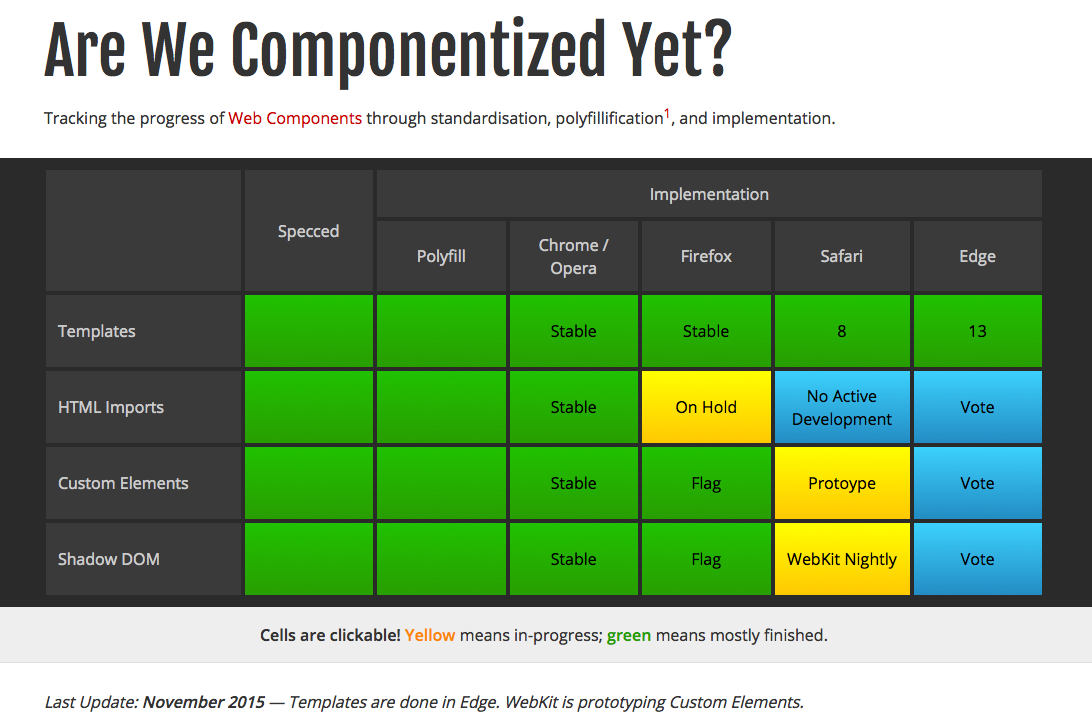 Are We Componentized Yet?
Tracking the progress of Web Components through standardisation, polyfillification1, and implementation.
Specced
Implementation
Polyfill
Chrome /
Opera
Firefox
Safari
Edge
Templates
Stable
Stable
8
13
HTML Imports
Stable
On Hold
No Active
Development
Vote
Custom Elements
Stable
Flag
Protoype
Vote
Shadow DOM
Stable
Flag
WebKit Nightly
Vote
Cells are clickable! Yellow means in-progress; green means mostly finished.
Last Update: November 2015 — Templates are done in Edge. WebKit is prototyping Custom Elements.